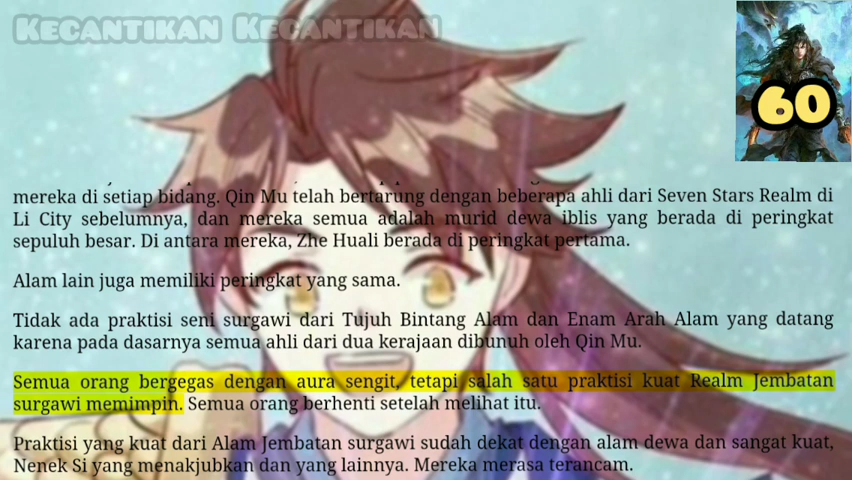 Kecantikan Kecantikan
60
mereka di setiap bidang. Qin Mu telah bertarung dengan beberapa ahli dari Seven Stars Realm di
Li City sebelumnya, dan mereka semua adalah murid dewa iblis yang berada di peringkat
sepuluh besar. Di antara mereka, Zhe Huali berada di peringkat pertama.
Alam lain juga memiliki peringkat yang sama.
Tidak ada praktisi seni surgawi dari Tujuh Bintang Alam dan Enam Arah Alam yang datang
karena pada dasarnya semua ahli dari dua kerajaan dibunuh oleh Qin Mu.
Semua orang bergegas dengan aura sengit, tetapi salah satu praktisi kuat Realm Jembatan
surgawi memimpin. Semua orang berhenti setelah melihat itu.
Praktisi yang kuat dari Alam Jembatan surgawi sudah dekat dengan alam dewa dan sangat kuat,
Nenek Si yang menakjubkan dan yang lainnya. Mereka merasa terancam.